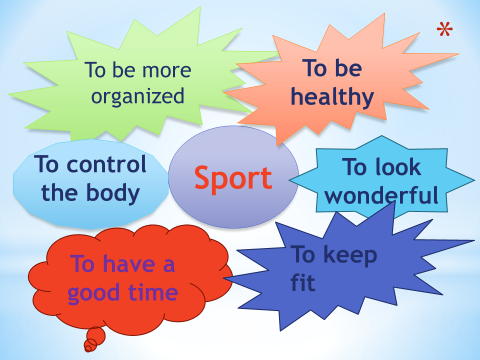 To be more
organized
To be
healthy
To control
the body
Sport
To look
wonderful
To have a
good time
To keep
fit
*